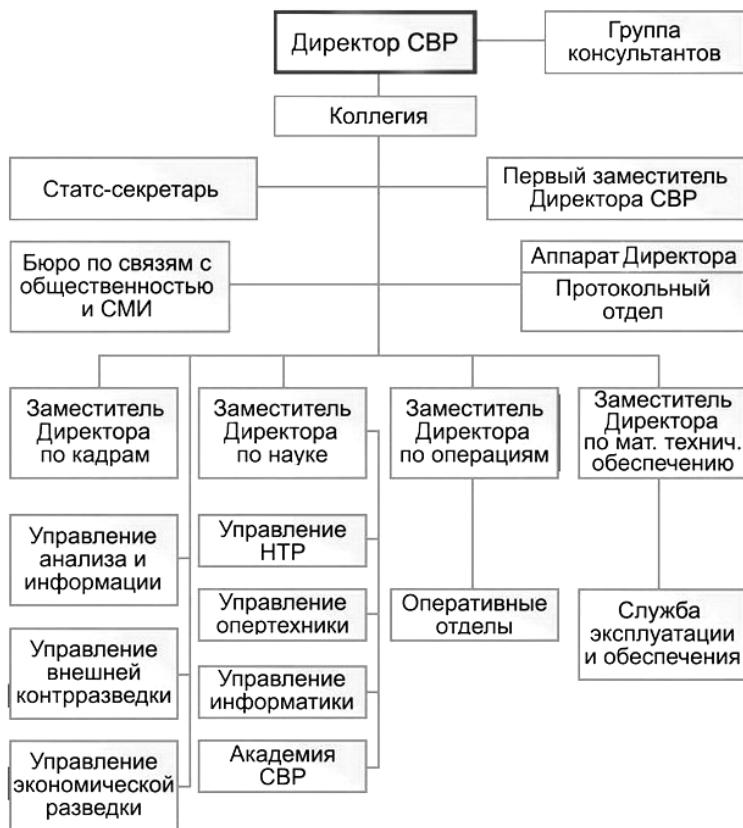 Директор СВР
Группа
консультантов
Коллегия
Статс-секретарь
Первый заместитель
Директора СВР
Бюро по связям с
общественностью
и СМИ
Аппарат Директора
Протокольный
отдел
Заместитель
Директора
по кадрам
Заместитель
Директора
по науке
Заместитель
Директора
по операциям
Заместитель
Директора
по мат. технич.
обеспечению
Управление
анализа и
информации
Управление
внешней
контрразведки
Управление
экономической
разведки
Управление
НТР
Управление
опертехники
Управление
информатики
Академия
СВР
Оперативные
отделы
Служба
эксплуатации
и обеспечения